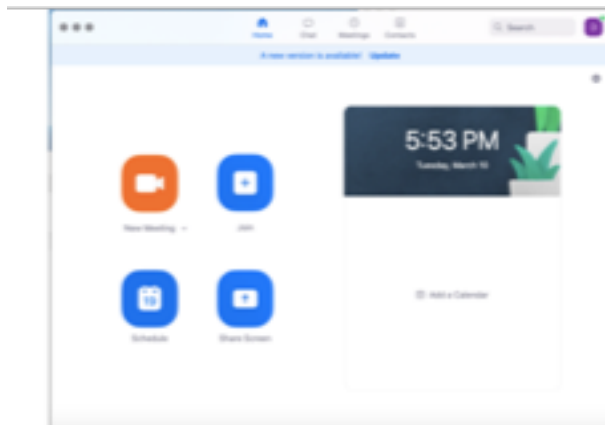 Home Chat Meetings Contacts Search
A new version is available! Update
5:53 PM
Tuesday, March 10
New Meeting
Join
19
Schedule
Share Screen
Add a Calendar